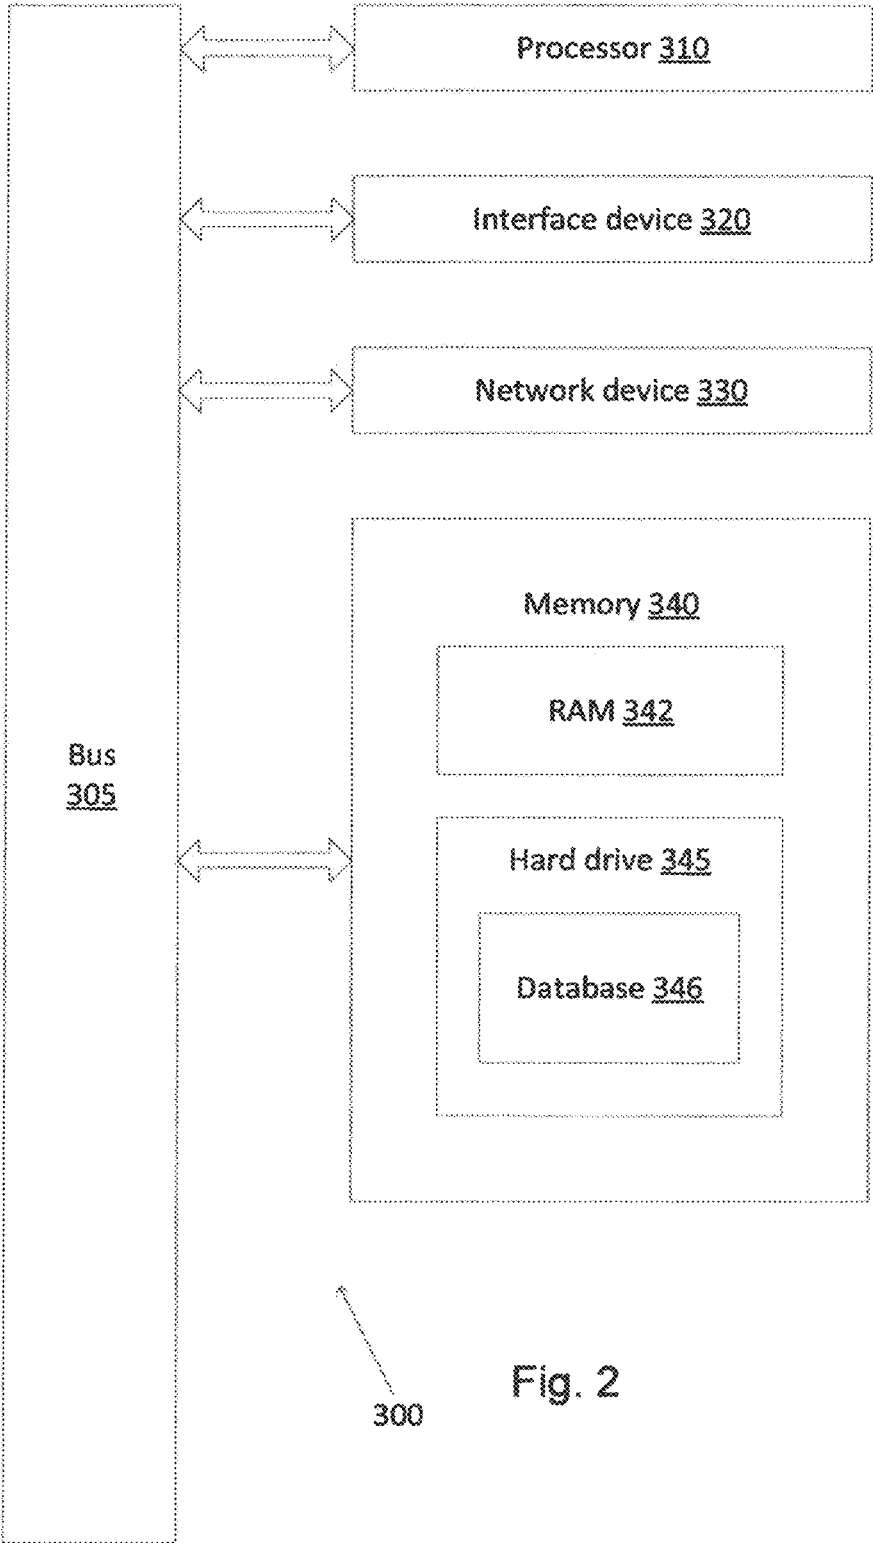 Processor 310
Interface device 320
Network device 330
Memory 340
RAM 342
Bus
305
Hard drive 345
Database 346
Fig. 2
300